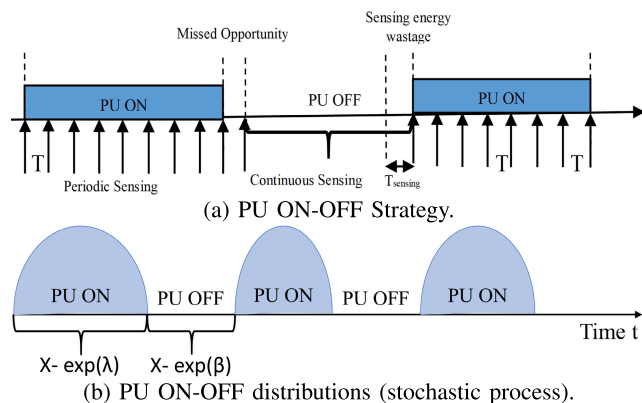 Sensing energy
wastage
Missed Opportunity
PU ON
PU OFF
PU ON
T
T
T
Periodic Sensing
Continuous Sensing
Tsensing
(a) PU ON-OFF Strategy.
PU ON
PU OFF
PU ON
PU OFF
PU ON
Time t
X- exp(λ)
X- exp(β)
(b) PU ON-OFF distributions (stochastic process).